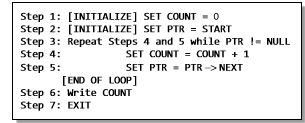 Step 1: [INITIALIZE] SET COUNT = 0
Step 2: [INITIALIZE] SET PTR = START
Step 3: Repeat Steps 4 and 5 while PTR != NULL
Step 4: SET COUNT = COUNT + 1
Step 5: SET PTR = PTR->NEXT
[END OF LOOP]
Step 6: Write COUNT
Step 7: EXIT